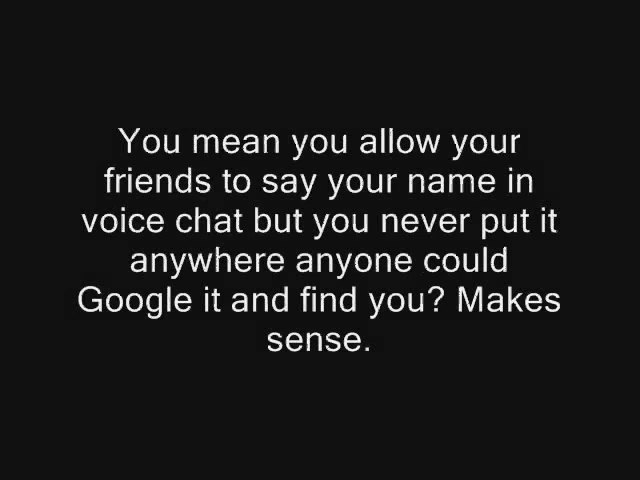 You mean you allow your
friends to say your name in
voice chat but you never put it
anywhere anyone could
Google it and find you? Makes
sense.